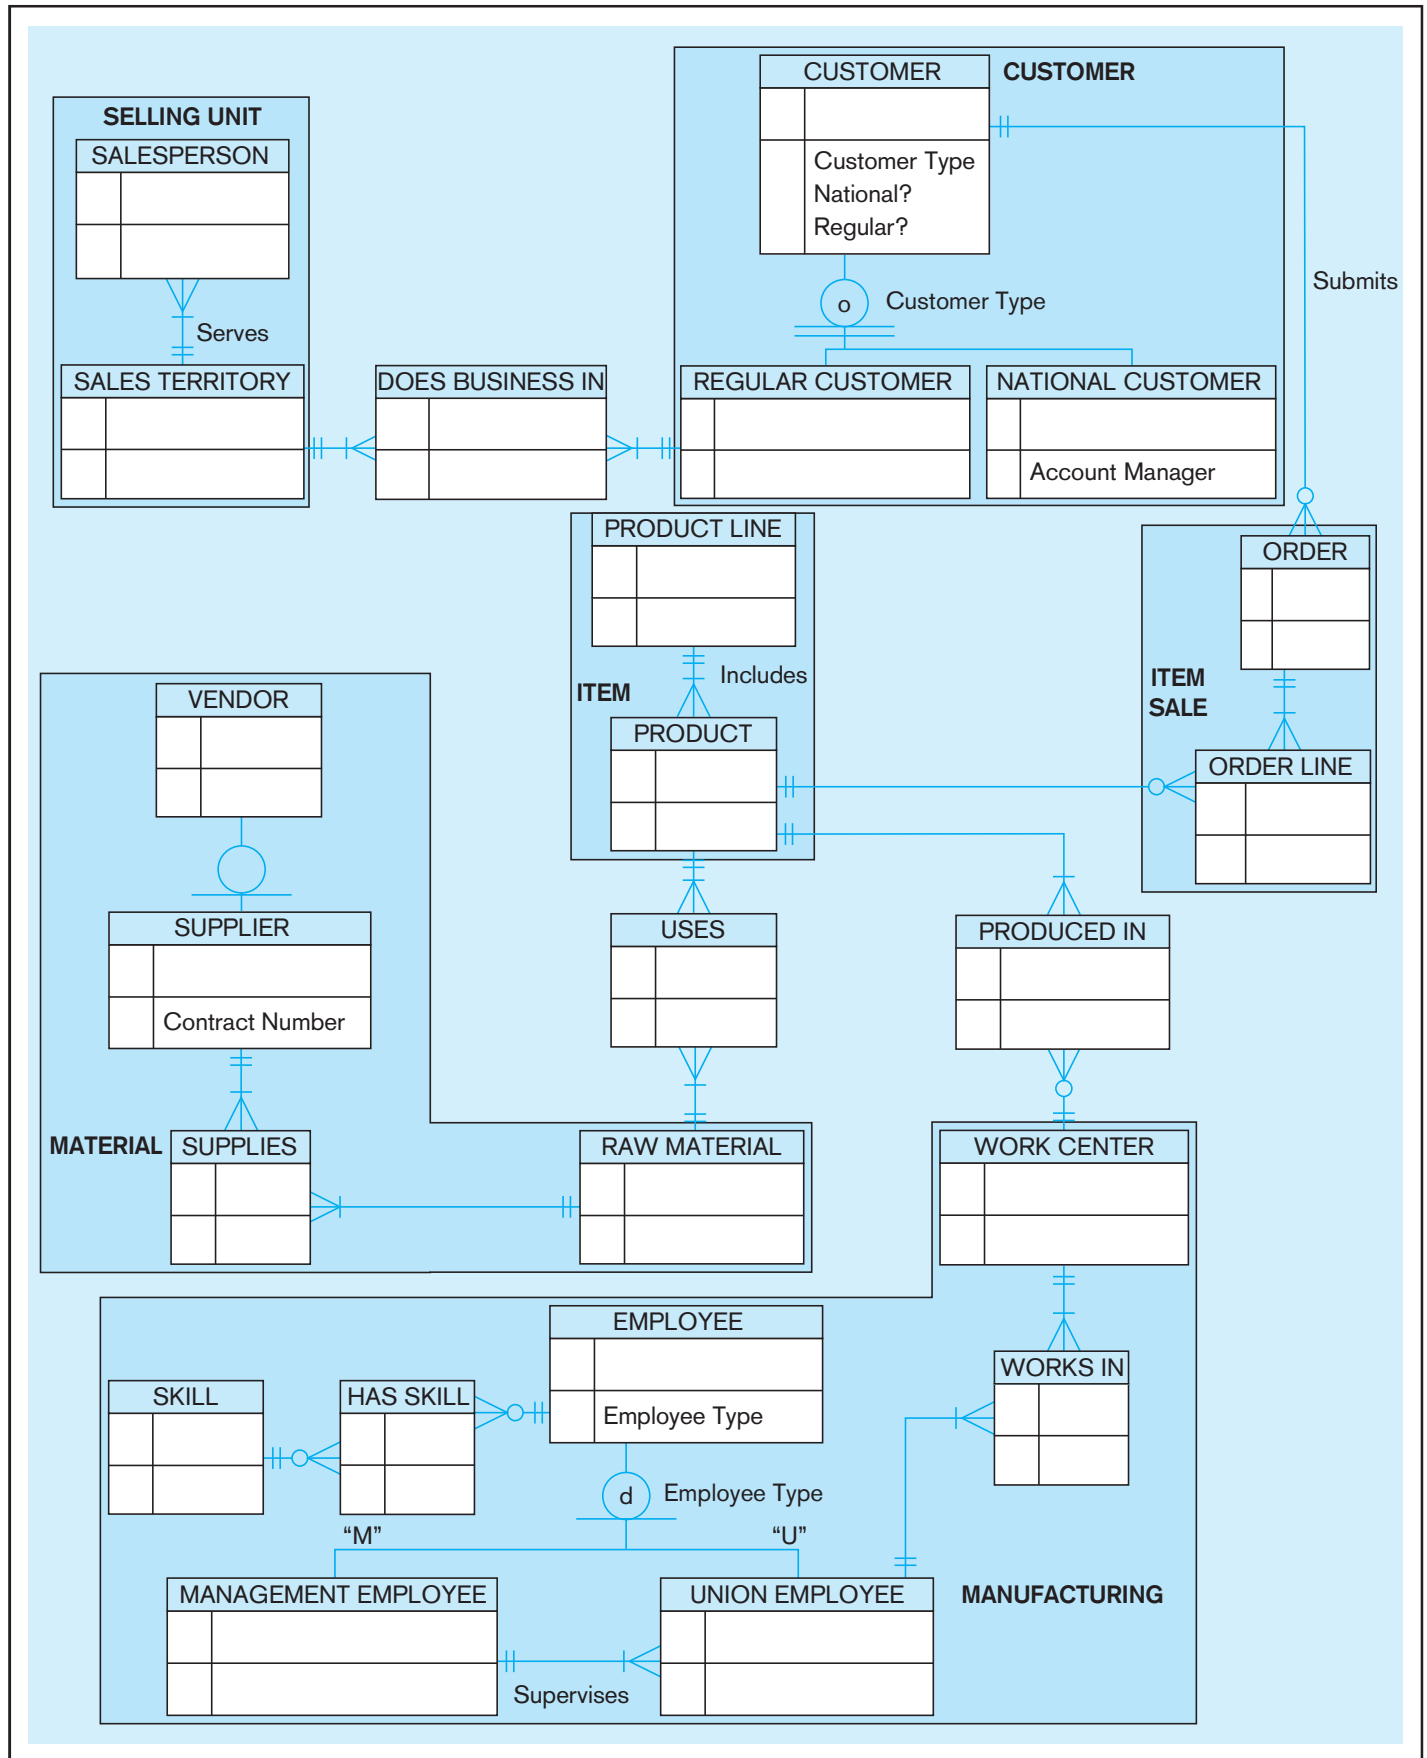 CUSTOMER
CUSTOMER
Customer Type
National?
Regular?
SELLING UNIT
SALESPERSON
Submits
o
Customer Type
Serves
SALES TERRITORY
DOES BUSINESS IN
REGULAR CUSTOMER
NATIONAL CUSTOMER
Account Manager
PRODUCT LINE
ORDER
Includes
ITEM
ITEM
SALE
VENDOR
PRODUCT
ORDER LINE
SUPPLIER
Contract Number
USES
PRODUCED IN
MATERIAL
SUPPLIES
RAW MATERIAL
WORK CENTER
EMPLOYEE
Employee Type
SKILL
HAS SKILL
WORKS IN
d
Employee Type
“M”
“U”
MANAGEMENT EMPLOYEE
UNION EMPLOYEE
MANUFACTURING
Supervises